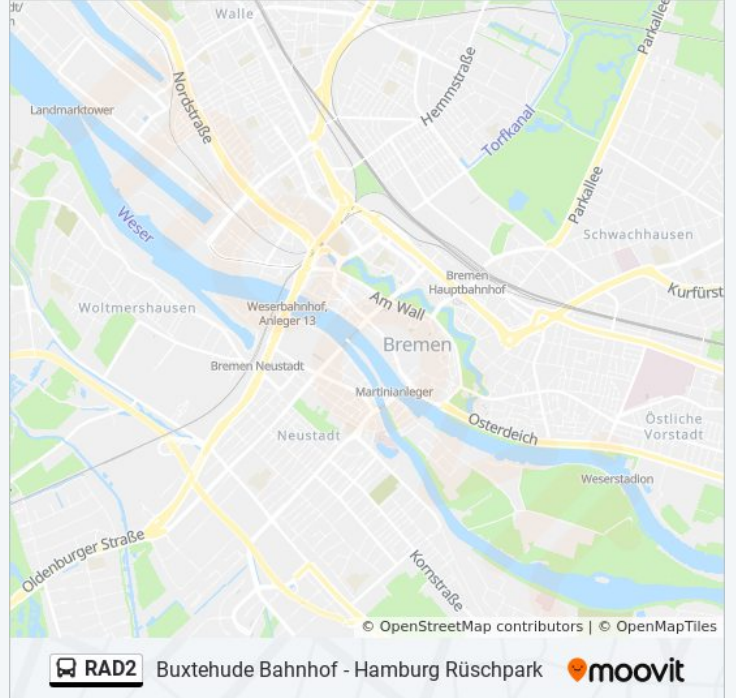 dt/
Walle
Parkallee
Nordstraße
Hemmstraße
Landmarktower
Torfkanal
Parkallee
Weser
Schwachhausen
Bremen
Hauptbahnhof
Kurfürst
Woltmershausen
Weserbahnhof,
Anleger 13
Am Wall
Bremen
Bremen Neustadt
Martinianleger
Osterdeich
Östliche
Vorstadt
Neustadt
Weserstadion
Oldenburger Straße
Kornstraße
© OpenStreetMap contributors | © OpenMapTiles
RAD2 Buxtehude Bahnhof - Hamburg Rüschpark moovit